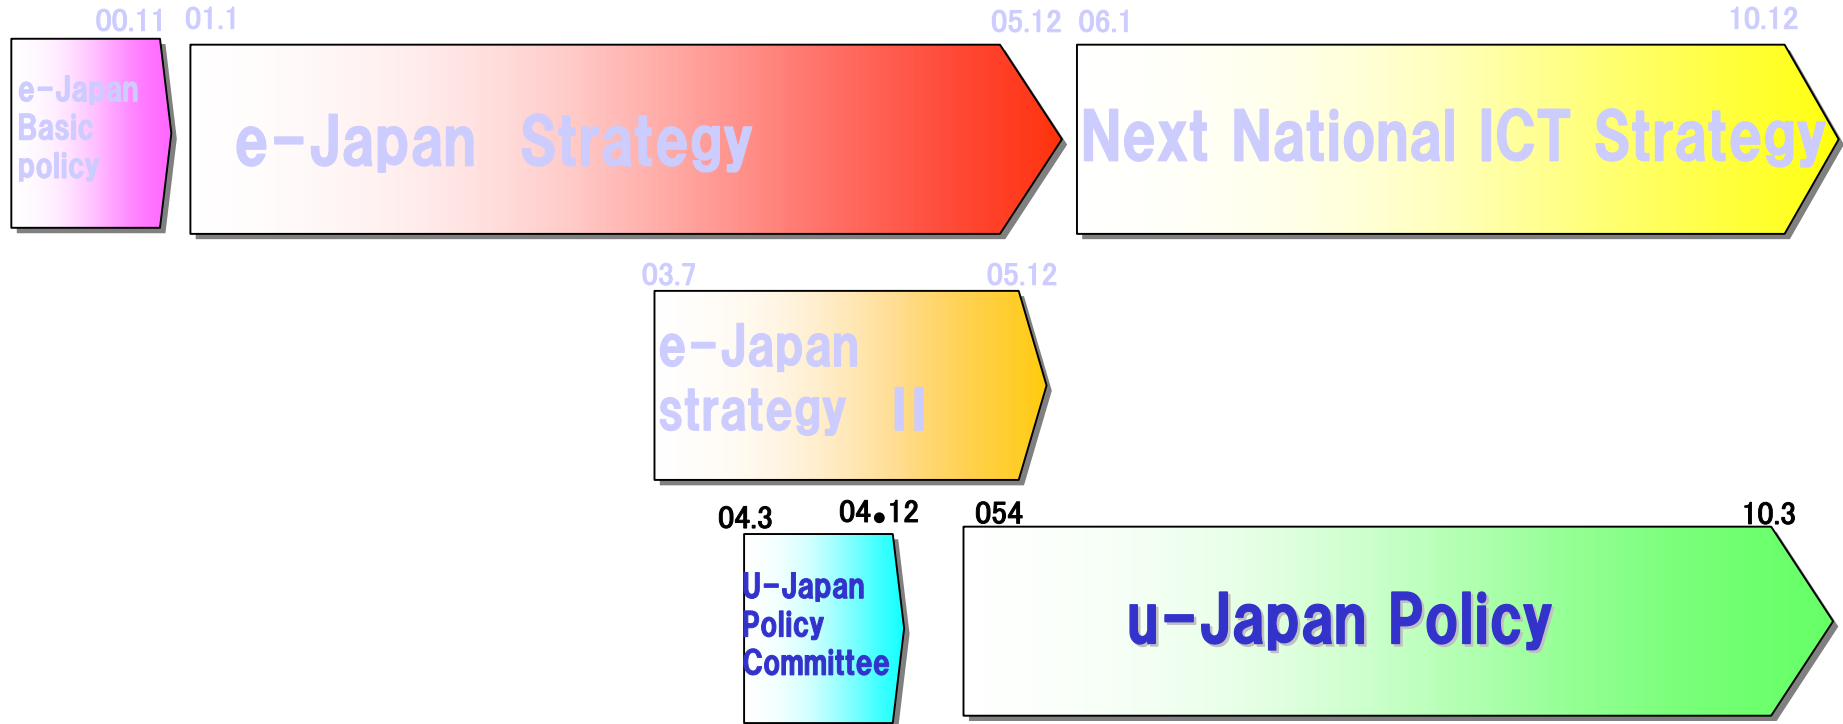 00.11 01.1 05.12 06.1 10.12
e-Japan
Basic
policy
e-Japan Strategy
Next National ICT Strategy
03.7 05.12
e-Japan
strategy II
04.3 04.12 054 10.3
U-Japan
Policy
Committee
u-Japan Policy